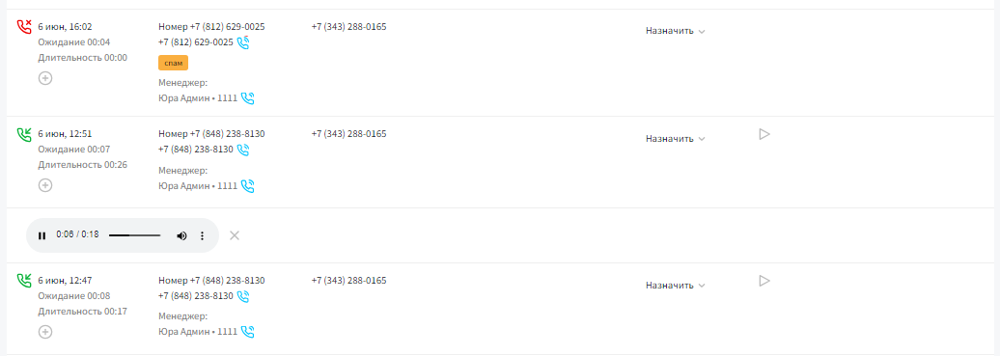 6 июн, 16:02 Номер +7 (812) 629-0025 +7 (343) 288-0165 Назначить
Ожидание 00:04 +7 (812) 629-0025
Длительность 00:00 спам
Менеджер:
Юра Админ • 1111
6 июн, 12:51 Номер +7 (848) 238-8130 +7 (343) 288-0165 Назначить
Ожидание 00:07 +7 (848) 238-8130
Длительность 00:26 Менеджер:
Юра Админ • 1111
0:06 / 0:18
6 июн, 12:47 Номер +7 (848) 238-8130 +7 (343) 288-0165 Назначить
Ожидание 00:08 +7 (848) 238-8130
Длительность 00:17 Менеджер:
Юра Админ • 1111